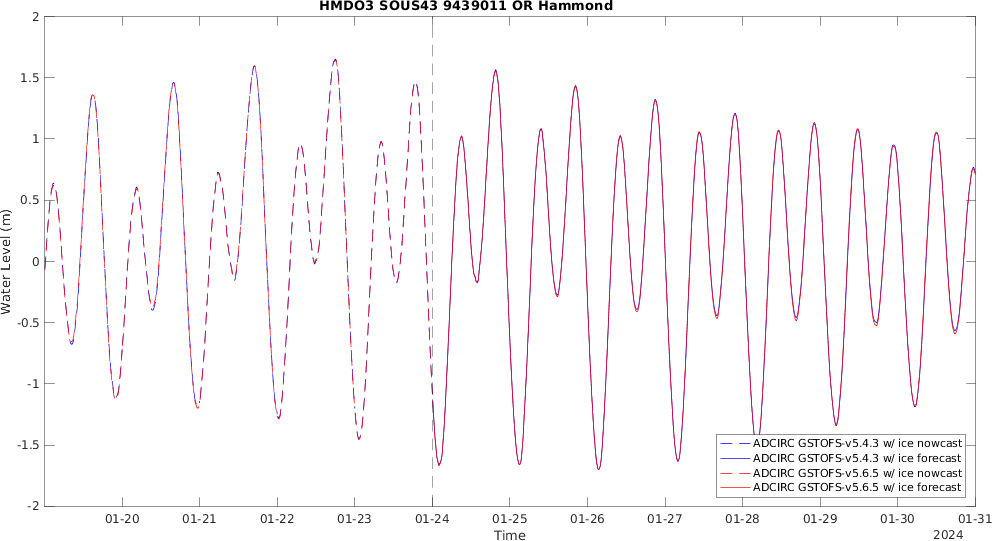 HMDO3 SOUS43 9439011 OR Hammond
2
1.5
1
0.5
0
-0.5
-1
-1.5
-2
Water Level (m)
01-20 01-21 01-22 01-23 01-24 01-25 01-26 01-27 01-28 01-29 01-30 01-31
Time
2024
ADCIRC GSTOFS-v5.4.3 w/ ice nowcast
ADCIRC GSTOFS-v5.4.3 w/ ice forecast
ADCIRC GSTOFS-v5.6.5 w/ ice nowcast
ADCIRC GSTOFS-v5.6.5 w/ ice forecast